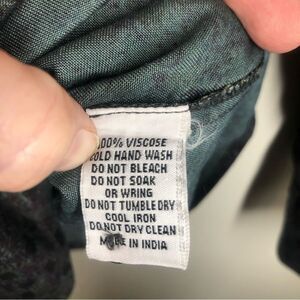 100% VISCOSE
COLD HAND WASH
DO NOT BLEACH
DO NOT SOAK
OR WRING
DO NOT TUMBLE DRY
COOL IRON
DO NOT DRY CLEAN
MADE IN INDIA